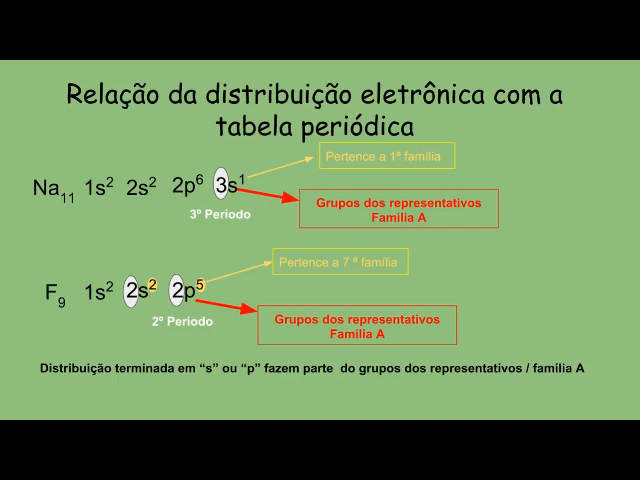 Relação da distribuição eletrônica com a
tabela periódica
Pertence a 1ª família
Na11 1s2 2s2 2p6 3s1
Grupos dos representativos
Família A
3º Periodo
Pertence a 7 ª família
F9 1s2 2s2 2p5
Grupos dos representativos
Família A
2º Periodo
Distribuição terminada em “s” ou “p” fazem parte do grupos dos representativos / família A